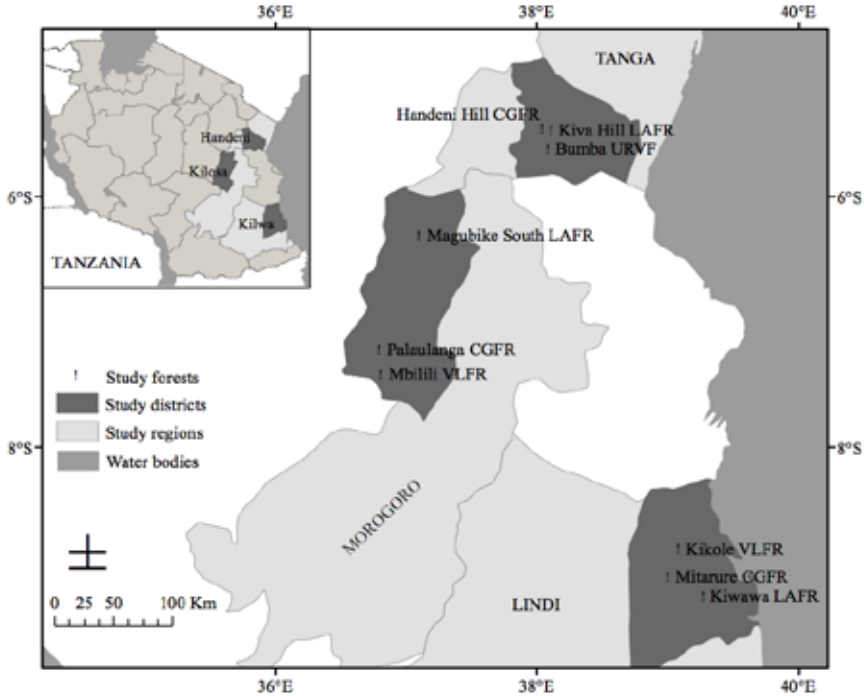 36°E
38°E
40°E
TANGA
Handeni Hill CGFR
! ! Kiva Hill LAFR
! Bumba URVF
Handeni
Kilosa
Kilwa
TANZANIA
6°S
6°S
! Magubike South LAFR
! Palaulanga CGFR
! Mbilili VLFR
! Study forests
Study districts
Study regions
Water bodies
8°S
8°S
MOROGORO
! Kikole VLFR
! Mitarure CGFR
! Kiwawa LAFR
LINDI
0 25 50 100 Km
36°E
38°E
40°E